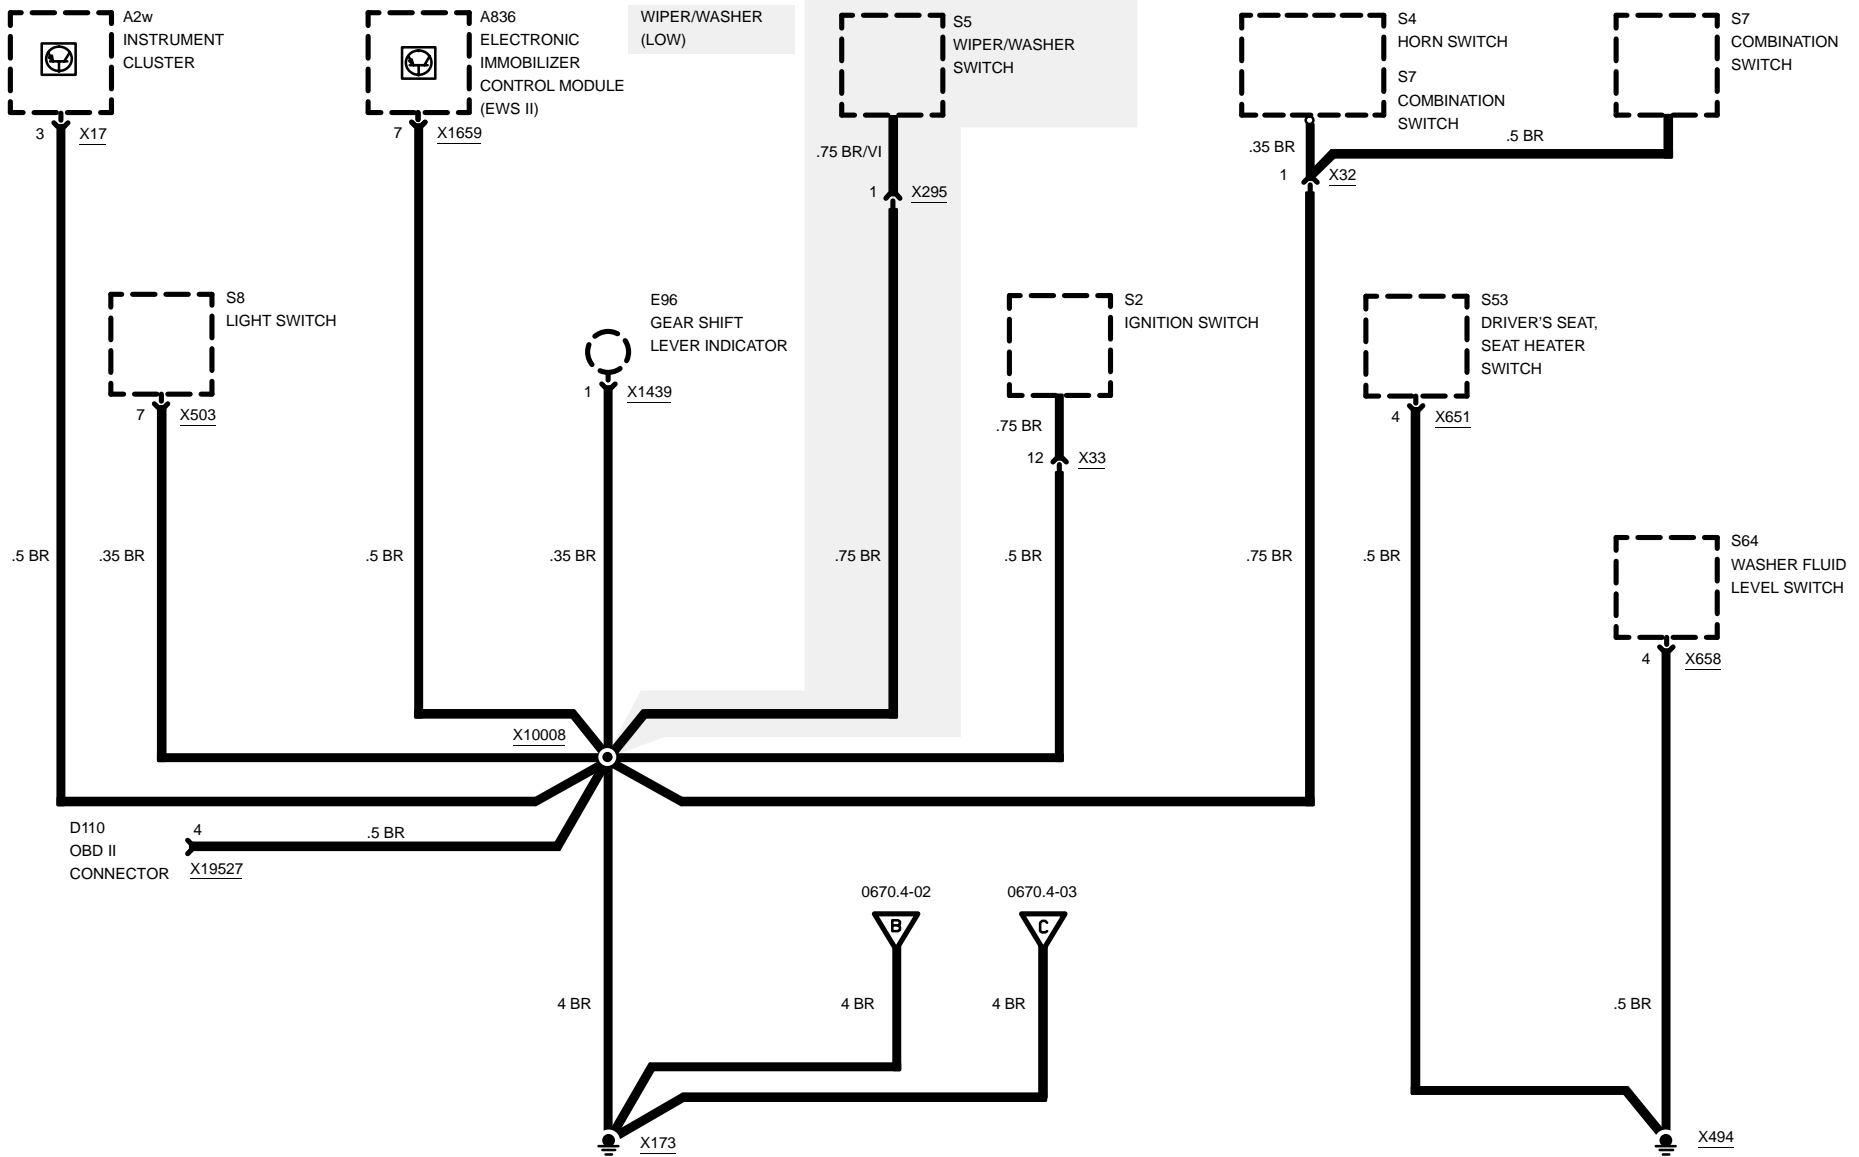 A2w
INSTRUMENT
CLUSTER
3
X17
A836
ELECTRONIC
IMMOBILIZER
CONTROL MODULE
(EWS II)
7
X1659
WIPER/WASHER
(LOW)
S5
WIPER/WASHER
SWITCH
.75 BR/VI
1
X295
S4
HORN SWITCH
S7
COMBINATION
SWITCH
.35 BR
1
X32
.5 BR
S7
COMBINATION
SWITCH
S8
LIGHT SWITCH
7
X503
E96
GEAR SHIFT
LEVER INDICATOR
1
X1439
S2
IGNITION SWITCH
.75 BR
12
X33
S53
DRIVER'S SEAT,
SEAT HEATER
SWITCH
4
X651
.5 BR
.35 BR
.5 BR
.35 BR
.75 BR
.5 BR
.75 BR
.5 BR
S64
WASHER FLUID
LEVEL SWITCH
4
X658
X10008
D110
OBD II
CONNECTOR
4
X19527
.5 BR
0670.4-02
B
0670.4-03
C
4 BR
4 BR
4 BR
.5 BR
X173
X494